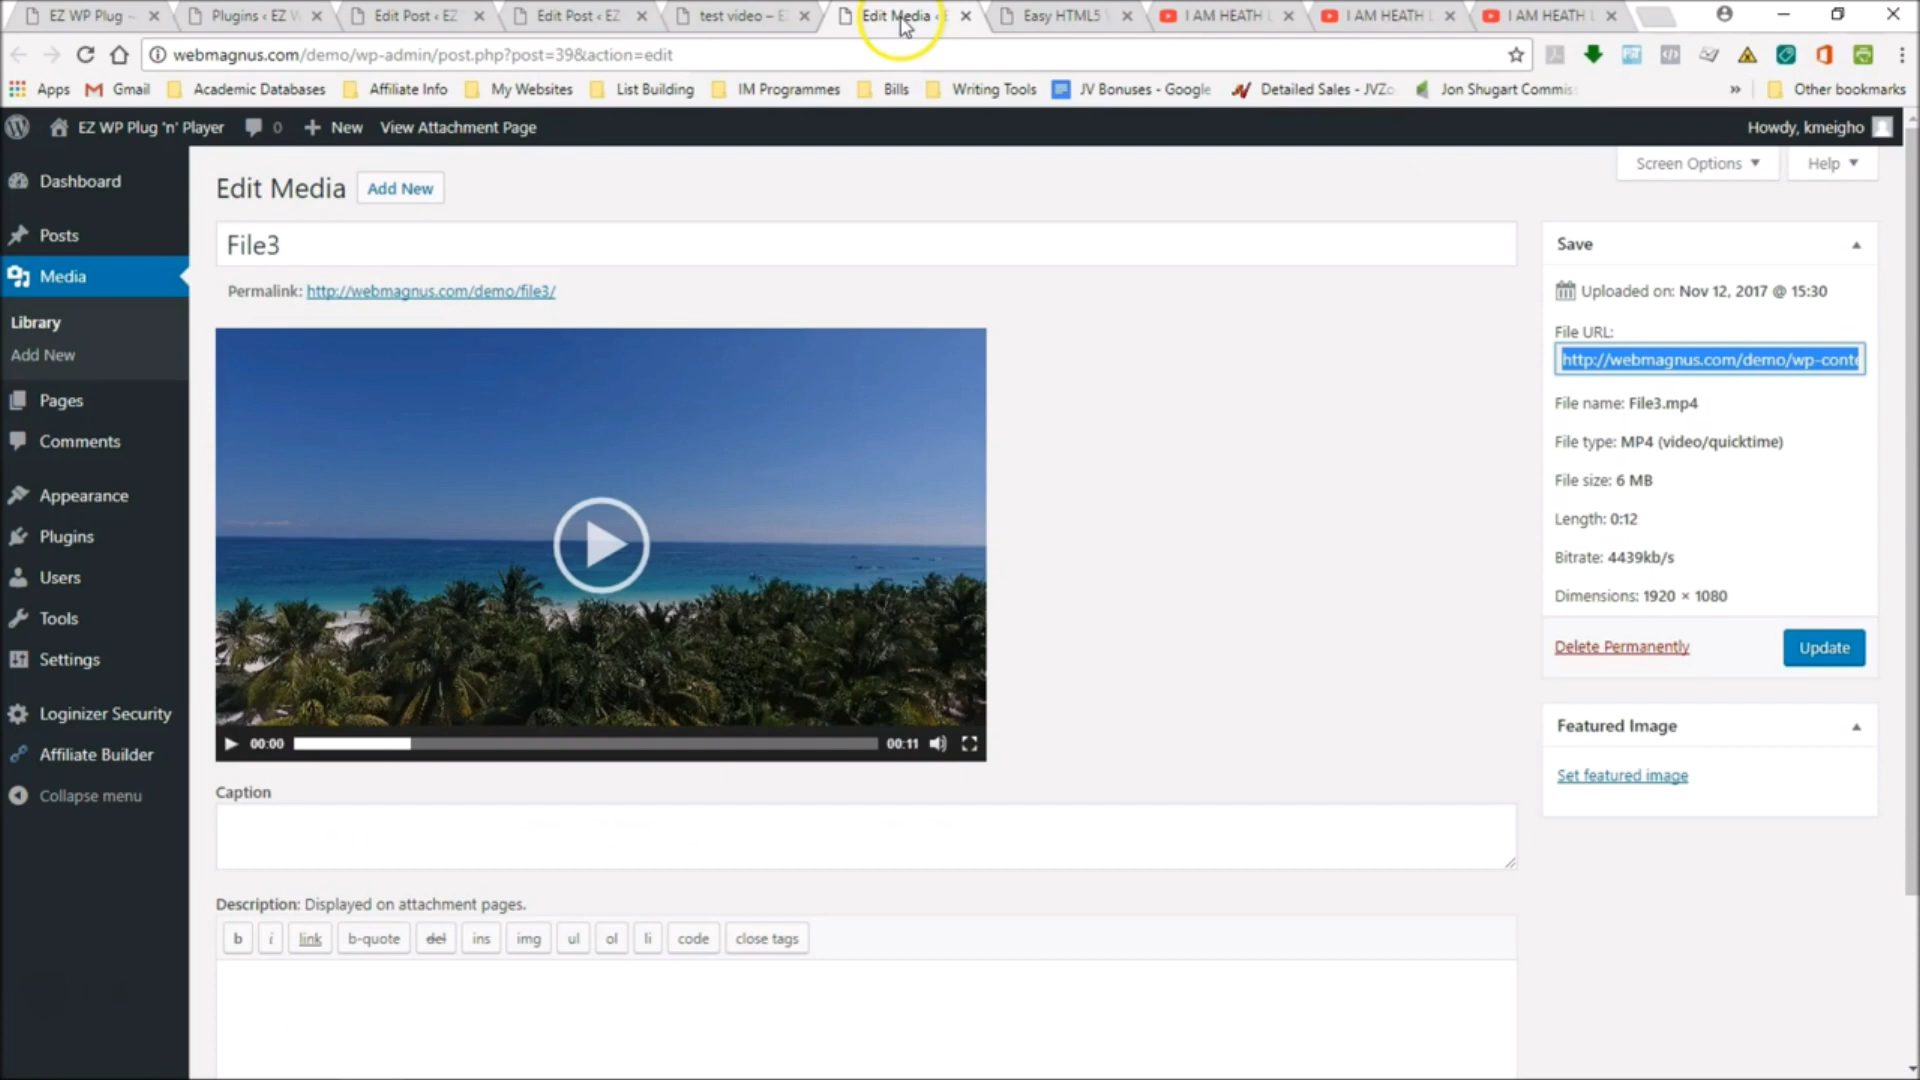 EZ WP Plug –
Plugins ‹ EZ W
Edit Post ‹ EZ
Edit Post ‹ EZ
test video – E
Edit Media ‹
Easy HTML5
I AM HEATH
I AM HEATH
I AM HEATH
webmagnus.com/demo/wp-admin/post.php?post=39&action=edit
Apps
Gmail
Academic Databases
Affiliate Info
My Websites
List Building
IM Programmes
Bills
Writing Tools
JV Bonuses - Google
Detailed Sales - JVZ
Jon Shugart Commis
»
Other bookmarks
EZ WP Plug 'n' Player
0
New
View Attachment Page
Howdy, kmeigho
Screen Options
Help
Dashboard
Posts
Media
Library
Add New
Pages
Comments
Appearance
Plugins
Users
Tools
Settings
Loginizer Security
Affiliate Builder
Collapse menu
Edit Media
Add New
File3
Permalink: http://webmagnus.com/demo/file3/
00:00
00:11
Caption
Description: Displayed on attachment pages.
b
i
link
b-quote
del
ins
img
ul
ol
li
code
close tags
Save
Uploaded on: Nov 12, 2017 @ 15:30
File URL:
http://webmagnus.com/demo/wp-conte
File name: File3.mp4
File type: MP4 (video/quicktime)
File size: 6 MB
Length: 0:12
Bitrate: 4439kb/s
Dimensions: 1920 × 1080
Delete Permanently
Update
Featured Image
Set featured image